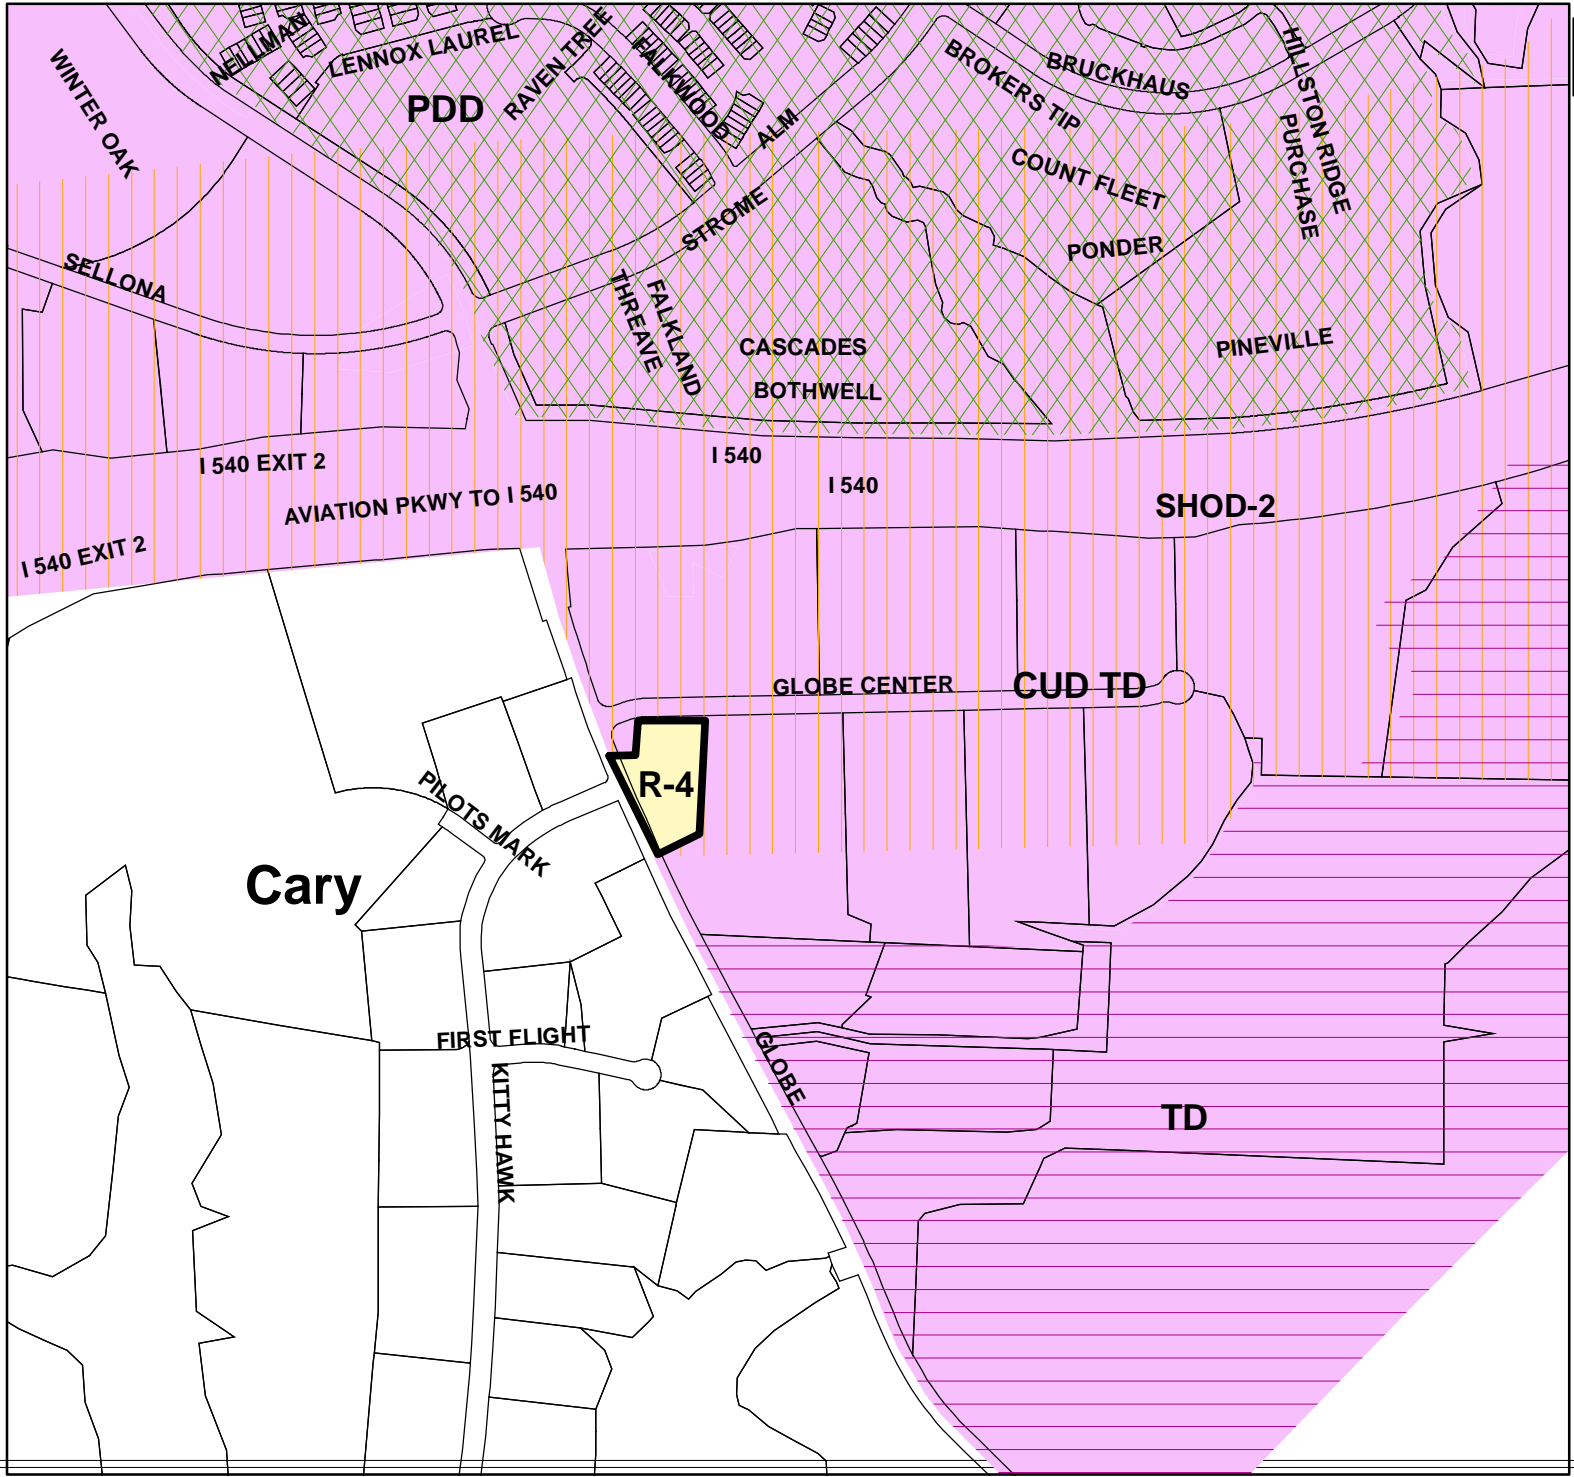 NELLMAN
LENNOX LAUREL
RAVEN TREE
FALKWOOD
ALM
BROKERS TIP
BRUCKHAUS
HILLSTON RIDGE
PURCHASE
WINTER OAK
PDD
COUNT FLEET
STROME
PONDER
SELLONA
THREAVE
FALKLAND
CASCADES
PINEVILLE
BOTHWELL
I 540 EXIT 2
I 540
I 540
AVIATION PKWY TO I 540
SHOD-2
I 540 EXIT 2
GLOBE CENTER
CUD TD
R-4
PILOTS MARK
Cary
FIRST FLIGHT
GLOBE
KITTY HAWK
TD